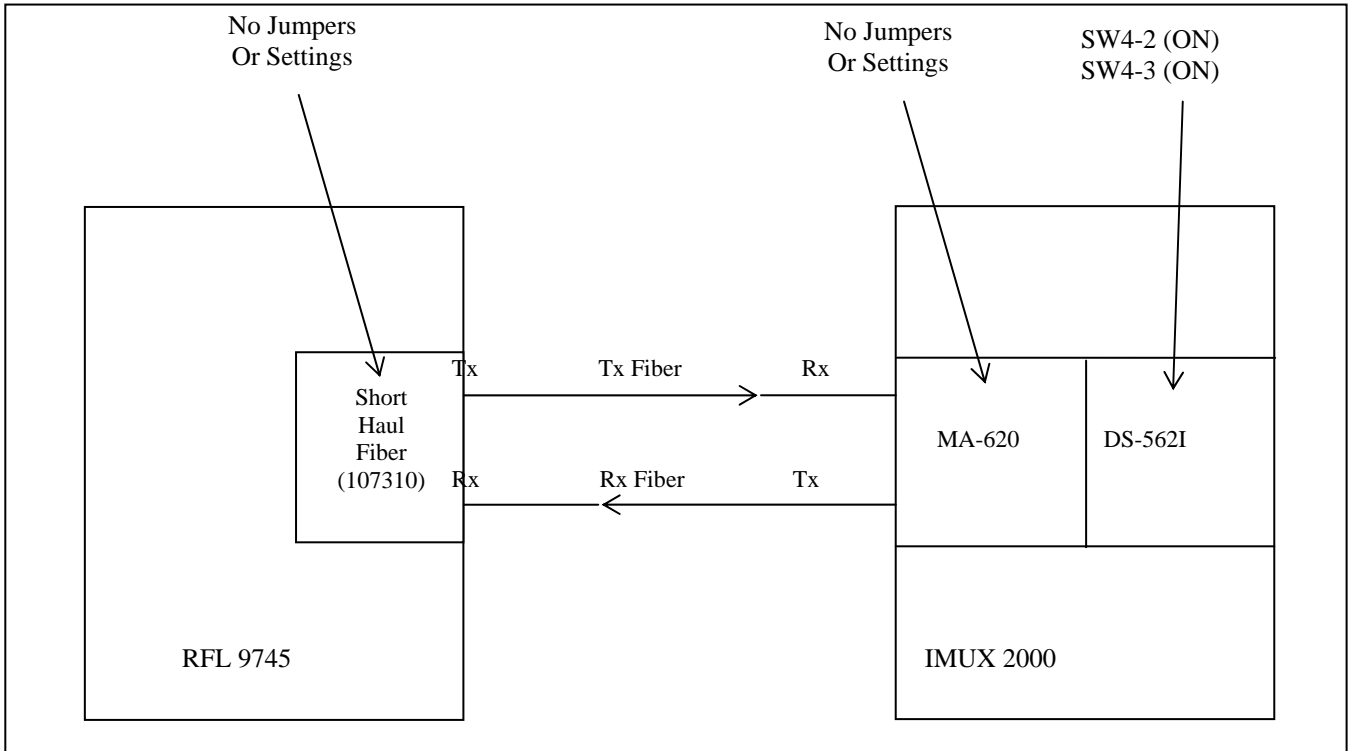 No Jumpers
Or Settings
No Jumpers
Or Settings
SW4-2 (ON)
SW4-3 (ON)
Tx
Tx Fiber
Rx
Short
Haul
Fiber
(107310)
MA-620
DS-562I
Rx
Rx Fiber
Tx
RFL 9745
IMUX 2000